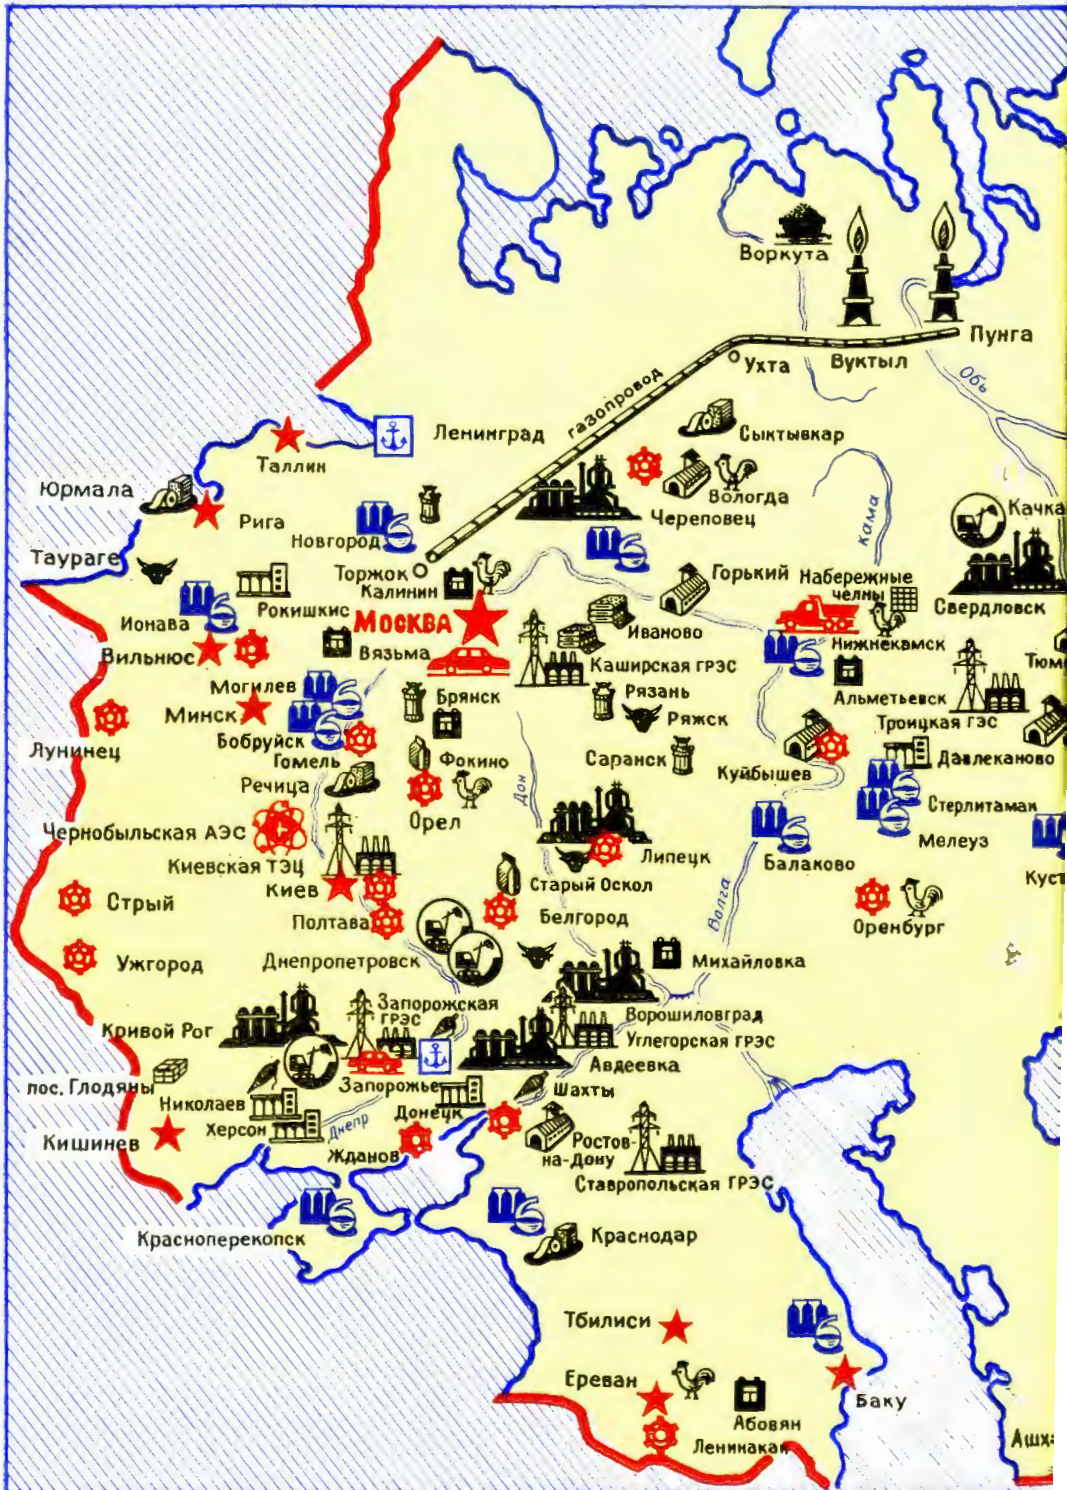 Воркута
Пунга
Ухта
Вуктыл
газопровод
Обь
Ленинград
Сыктывкар
Таллин
Юрмала
Вологда
Рига
Череповец
Кама
Новгород
Таураге
Торжок
Калинин
Горький
Набережные
челны
Свердловск
Рокишкис
Ионава
Москва
Иваново
Нижнекамск
Вильнюс
Вязьма
Каширская ГРЭС
Могилев
Брянск
Рязань
Альметьевск
Минск
Ряжск
Троицкая ГЭС
Бобруйск
Лунинец
Гомель
Фокино
Саранск
Куйбышев
Давлеканово
Речица
Дон
Стерлитамак
Орел
Чернобыльская АЭС
Мелеуз
Киевская ТЭЦ
Липецк
Балаково
Киев
Старый Оскол
Волга
Стрый
Полтава
Белгород
Оренбург
Ужгород
Днепропетровск
Михайловка
Запорожская
ГРЭС
Ворошиловград
Кривой Рог
Углегорская ГРЭС
Авдеевка
пос. Глодяны
Запорожье
Шахты
Николаев
Донецк
Херсон
Днепр
Кишинев
Жданов
Ростов-
на-Дону
Ставропольская ГРЭС
Красноперекопск
Краснодар
Тбилиси
Ереван
Баку
Абовян
Ленинакан